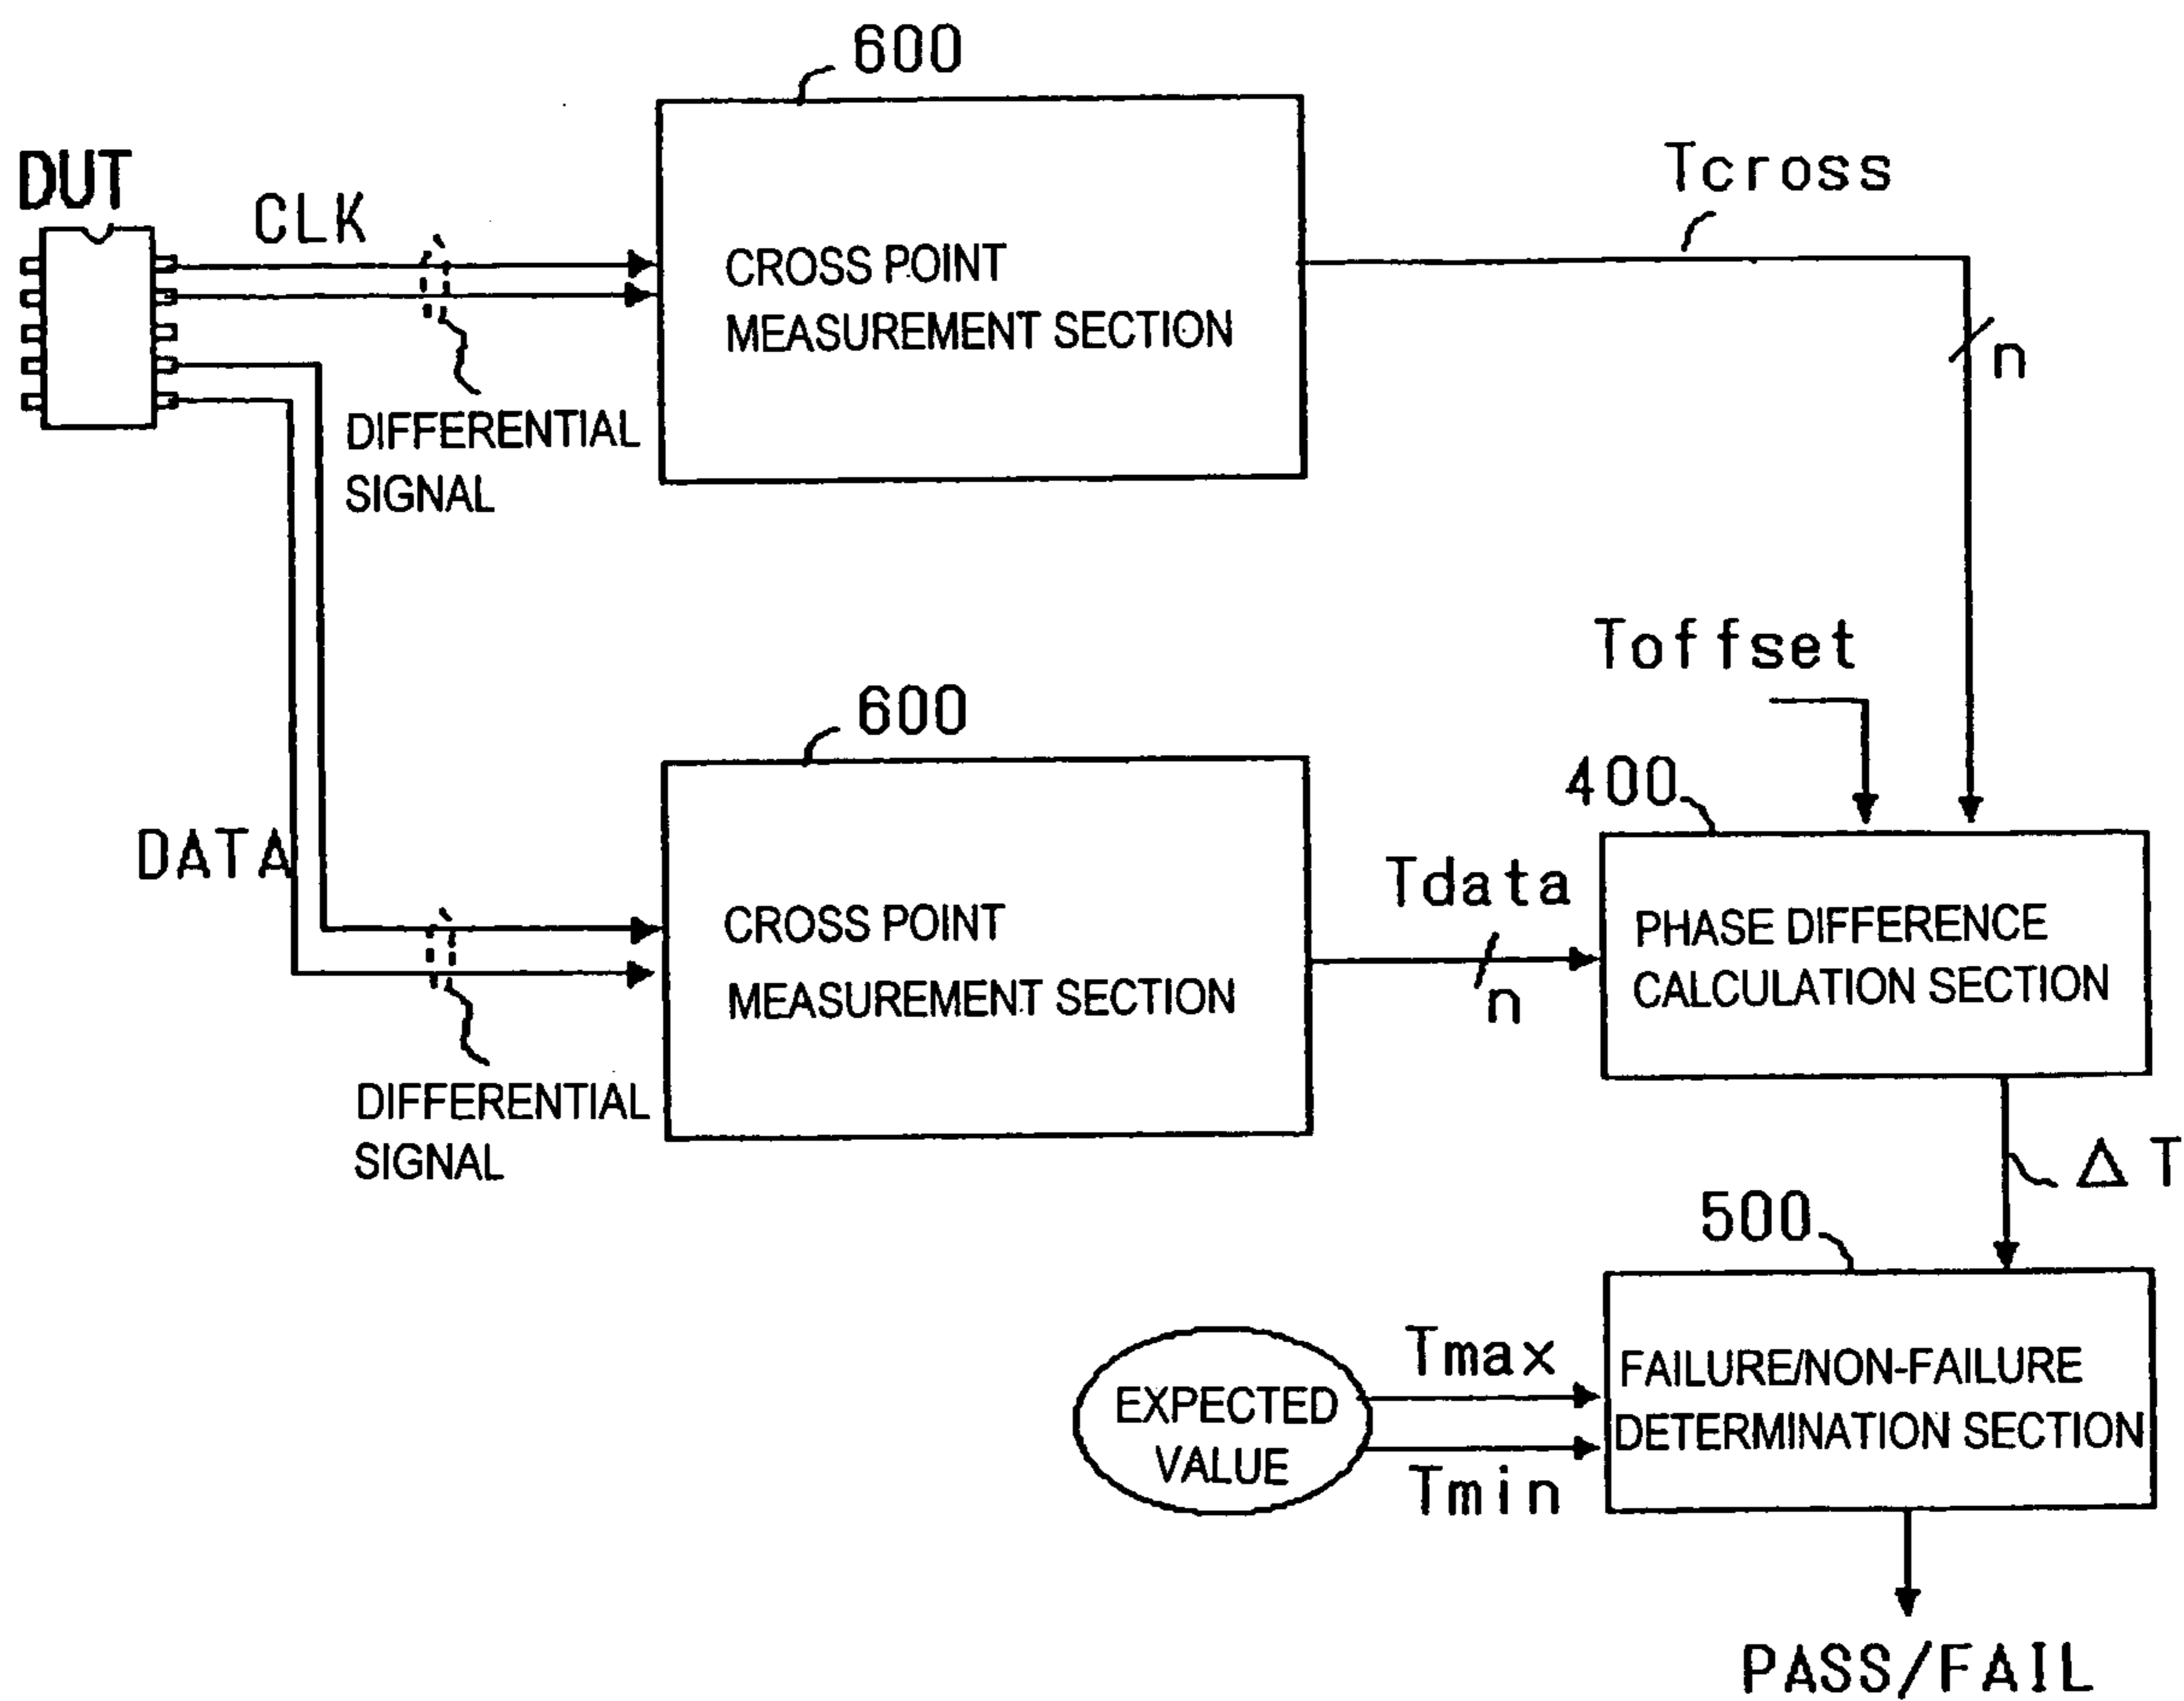 600
DUT
CLK
Tcross
CROSS POINT
MEASUREMENT SECTION
n
DIFFERENTIAL
SIGNAL
Toffset
600
400
DATA
Tdata
CROSS POINT
MEASUREMENT SECTION
n
PHASE DIFFERENCE
CALCULATION SECTION
DIFFERENTIAL
SIGNAL
Δ T
500
EXPECTED
VALUE
Tmax
Tmin
FAILURE/NON-FAILURE
DETERMINATION SECTION
PASS/FAIL